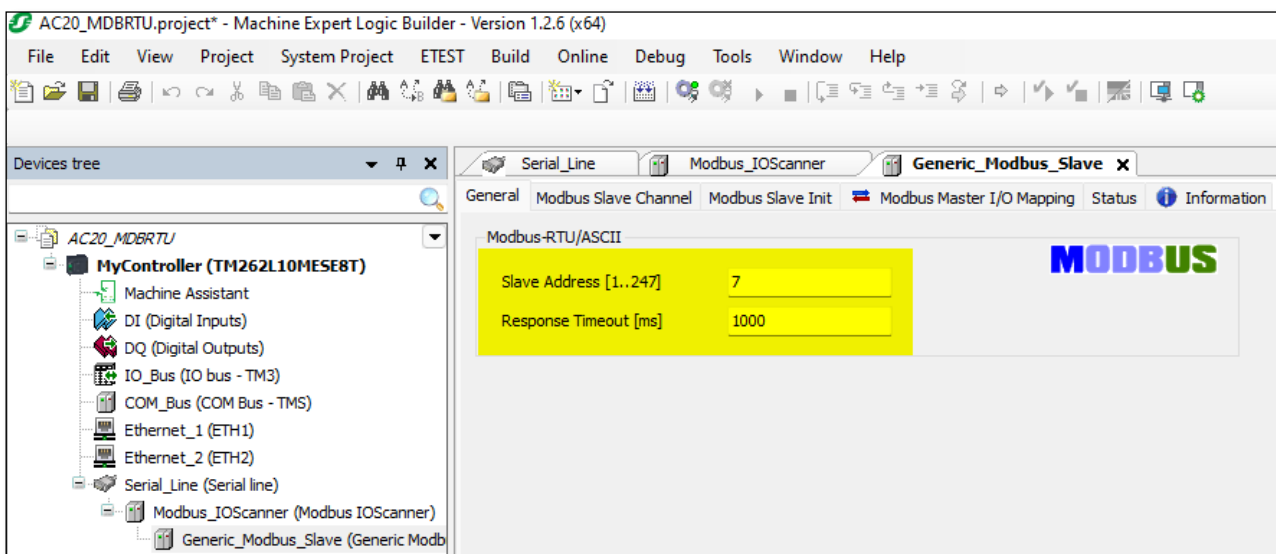 AC20_MDBRTU.project* - Machine Expert Logic Builder - Version 1.2.6 (x64)
File Edit View Project System Project ETEST Build Online Debug Tools Window Help
Devices tree
Serial_Line Modbus_IOScanner Generic_Modbus_Slave
General Modbus Slave Channel Modbus Slave Init Modbus Master I/O Mapping Status Information
AC20_MDBRTU
MyController (TM262L10MESE8T)
Machine Assistant
DI (Digital Inputs)
DQ (Digital Outputs)
IO_Bus (IO bus - TM3)
COM_Bus (COM Bus - TMS)
Ethernet_1 (ETH1)
Ethernet_2 (ETH2)
Serial_Line (Serial line)
Modbus_IOScanner (Modbus IOScanner)
Generic_Modbus_Slave (Generic Modb
Modbus-RTU/ASCII
MODBUS
Slave Address [1..247] 7
Response Timeout [ms] 1000